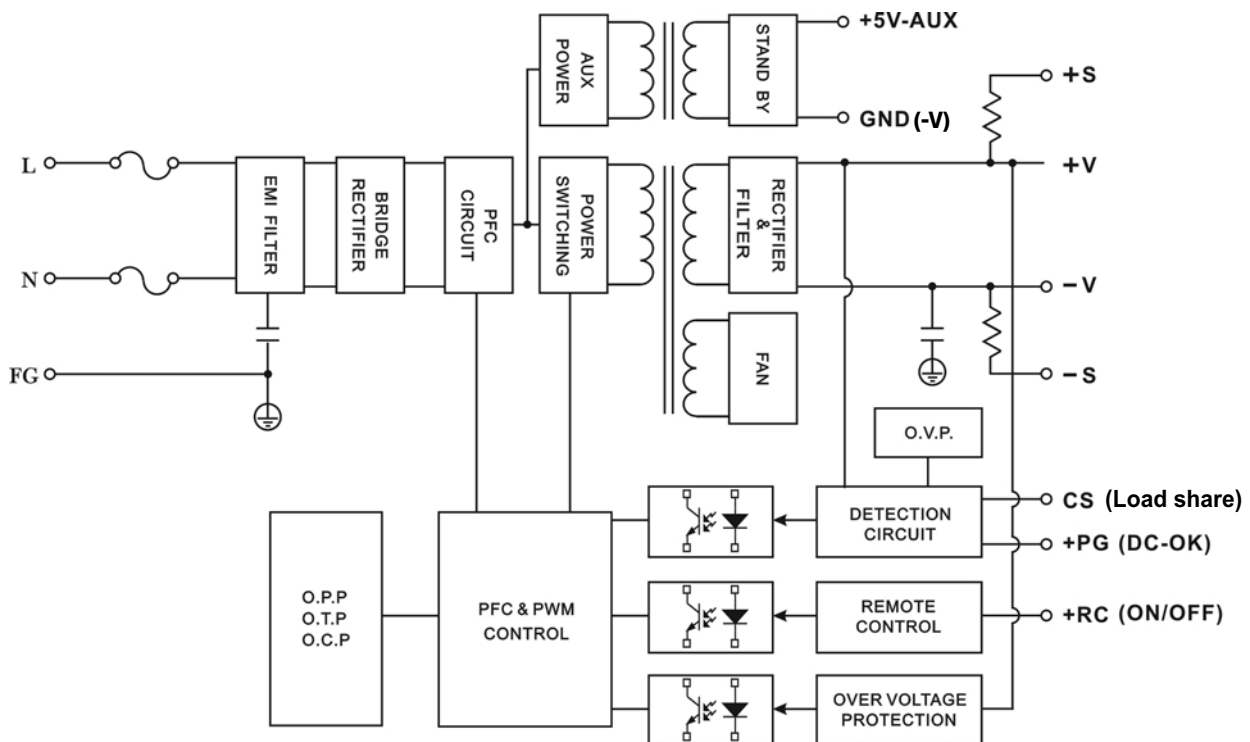 +5V-AUX
AUX
POWER
STAND BY
+S
GND (-V)
L
+V
EMI FILTER
BRIDGE
RECTIFIER
PFC
CIRCUIT
POWER
SWITCHING
RECTIFIER
&
FILTER
N
-V
FG
FAN
-S
O.V.P.
CS (Load share)
DETECTION
CIRCUIT
+PG (DC-OK)
O.P.P
O.T.P
O.C.P
PFC & PWM
CONTROL
REMOTE
CONTROL
+RC (ON/OFF)
OVER VOLTAGE
PROTECTION